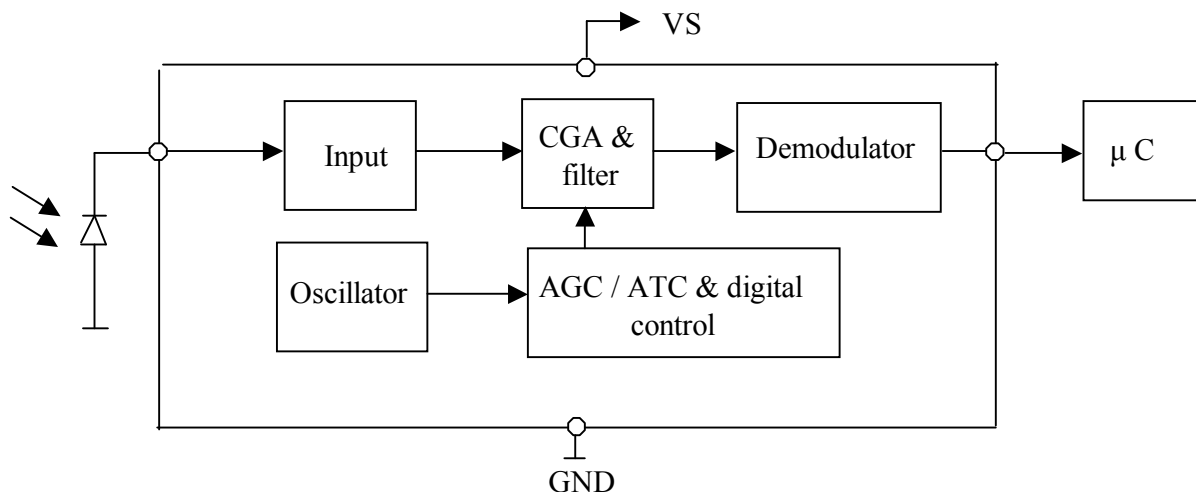 VS
Input
CGA &
filter
Demodulator
μ C
Oscillator
AGC / ATC & digital
control
GND